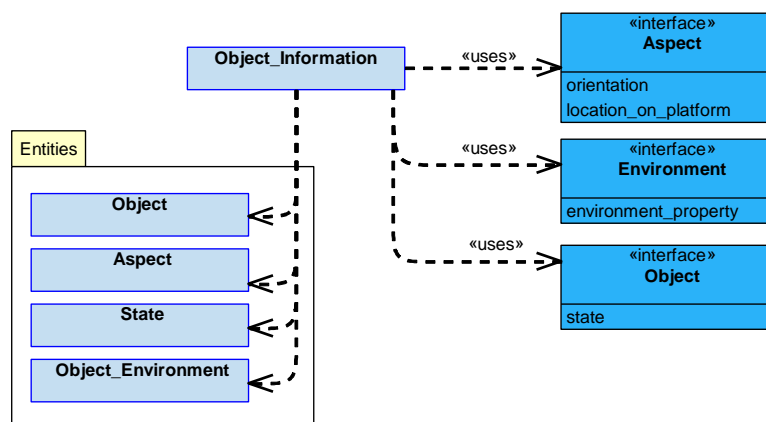 Object_Information
«uses»
«interface»
Aspect
orientation
location_on_platform
Entities
Object
Aspect
State
Object_Environment
«uses»
«interface»
Environment
environment_property
«uses»
«interface»
Object
state